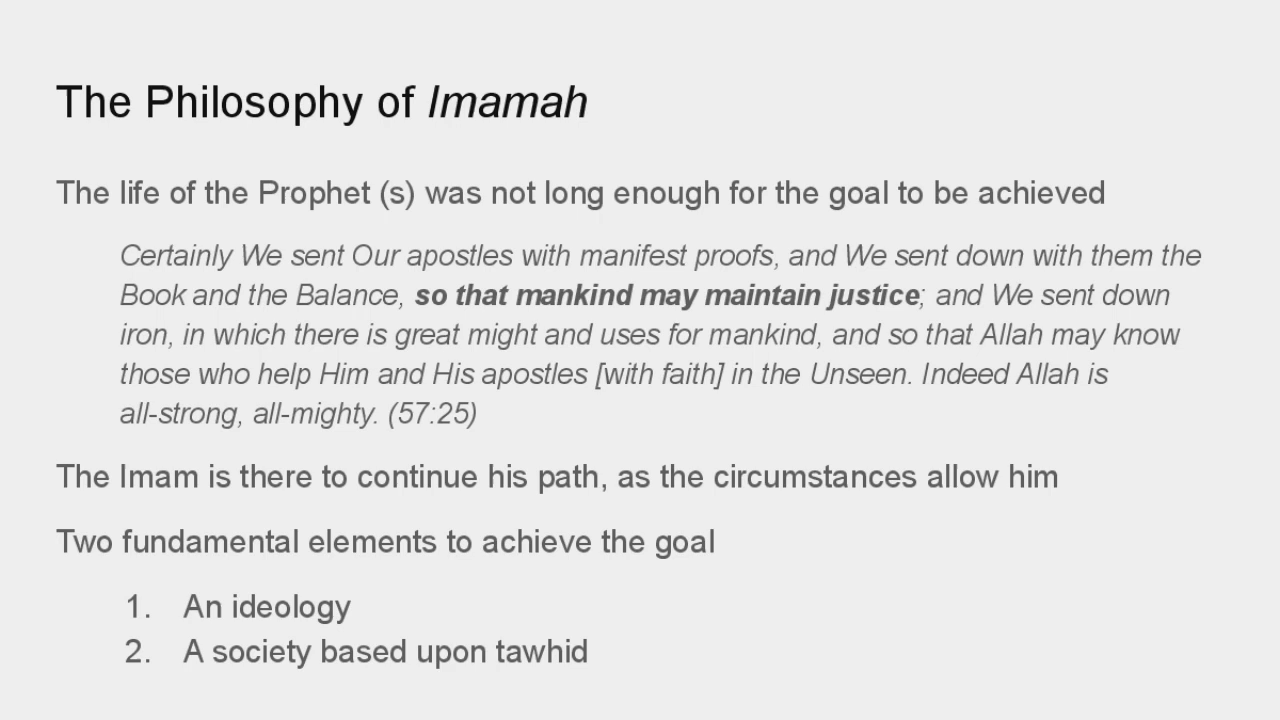 The Philosophy of Imamah
The life of the Prophet (s) was not long enough for the goal to be achieved
Certainly We sent Our apostles with manifest proofs, and We sent down with them the
Book and the Balance, so that mankind may maintain justice; and We sent down
iron, in which there is great might and uses for mankind, and so that Allah may know
those who help Him and His apostles [with faith] in the Unseen. Indeed Allah is
all-strong, all-mighty. (57:25)
The Imam is there to continue his path, as the circumstances allow him
Two fundamental elements to achieve the goal
1. An ideology
2. A society based upon tawhid